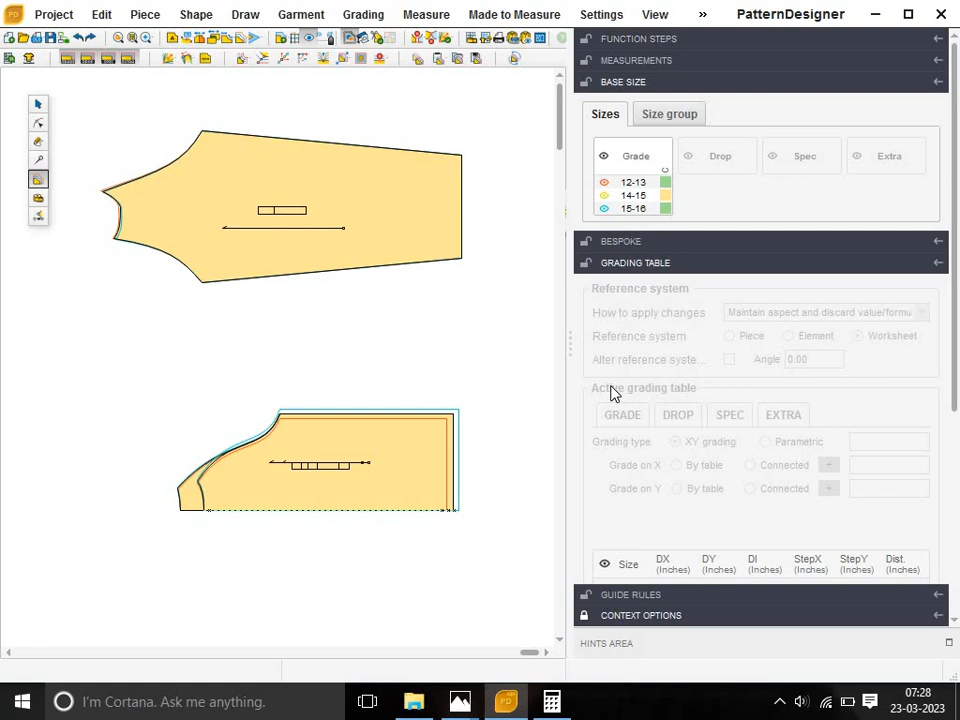 Project Edit Piece Shape Draw Garment Grading Measure Made to Measure Settings View » PatternDesigner
FUNCTION STEPS
MEASUREMENTS
BASE SIZE
Sizes Size group
Grade Drop Spec Extra
12-13
14-15
15-16
BESPOKE
GRADING TABLE
Reference system
How to apply changes Maintain aspect and discard value/formu
Reference system Piece Element Worksheet
Alter reference syste... Angle 0.00
Active grading table
GRADE DROP SPEC EXTRA
Grading type XY grading Parametric
Grade on X By table Connected +
Grade on Y By table Connected +
Size DX (Inches) DY (Inches) DI (Inches) StepX (Inches) StepY (Inches) Dist. (Inches)
GUIDE RULES
CONTEXT OPTIONS
HINTS AREA
I'm Cortana. Ask me anything.
07:28
23-03-2023